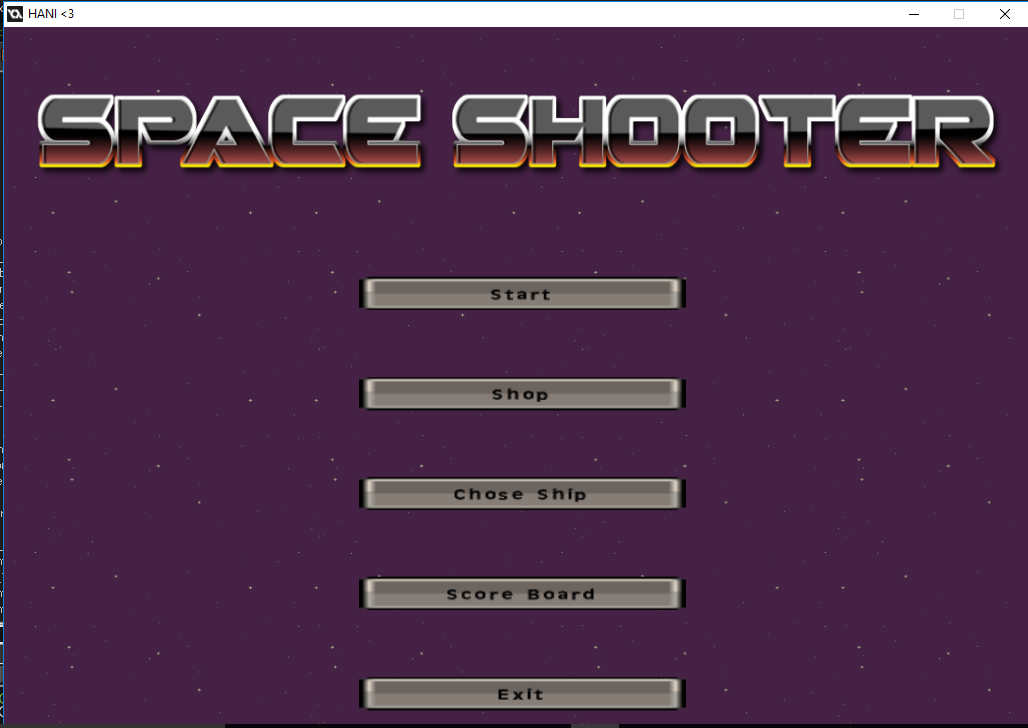 HANI <3
SPACE SHOOTER
Start
Shop
Chose Ship
Score Board
Exit